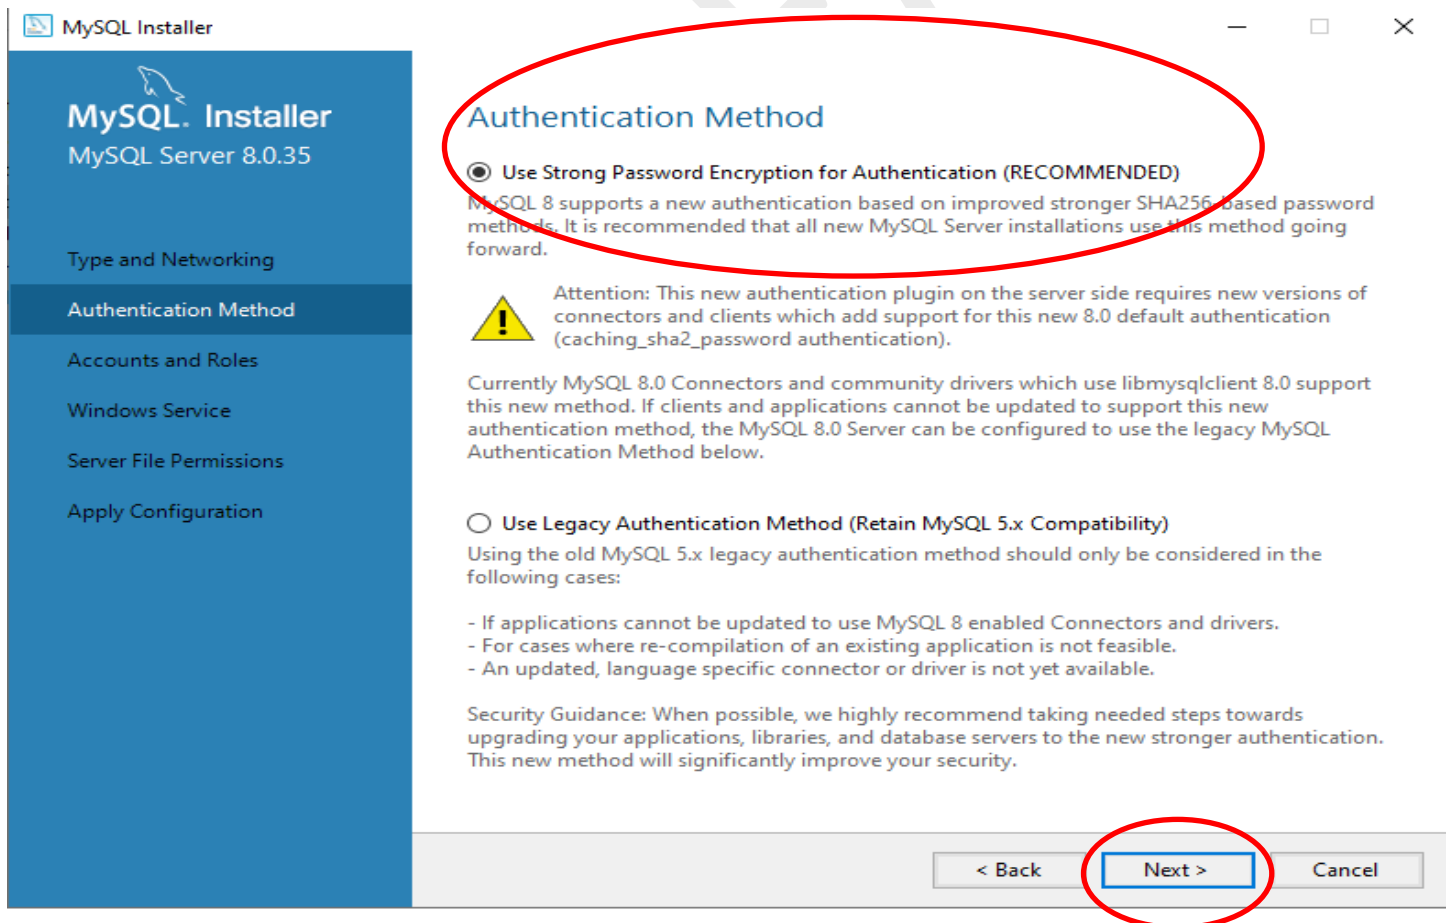 MySQL Installer
MySQL. Installer
MySQL Server 8.0.35
Type and Networking
Authentication Method
Accounts and Roles
Windows Service
Server File Permissions
Apply Configuration
Authentication Method
Use Strong Password Encryption for Authentication (RECOMMENDED)
MySQL 8 supports a new authentication based on improved stronger SHA256-based password
methods. It is recommended that all new MySQL Server installations use this method going
forward.
Attention: This new authentication plugin on the server side requires new versions of
connectors and clients which add support for this new 8.0 default authentication
(caching_sha2_password authentication).
Currently MySQL 8.0 Connectors and community drivers which use libmysqlclient 8.0 support
this new method. If clients and applications cannot be updated to support this new
authentication method, the MySQL 8.0 Server can be configured to use the legacy MySQL
Authentication Method below.
Use Legacy Authentication Method (Retain MySQL 5.x Compatibility)
Using the old MySQL 5.x legacy authentication method should only be considered in the
following cases:
- If applications cannot be updated to use MySQL 8 enabled Connectors and drivers.
- For cases where re-compilation of an existing application is not feasible.
- An updated, language specific connector or driver is not yet available.
Security Guidance: When possible, we highly recommend taking needed steps towards
upgrading your applications, libraries, and database servers to the new stronger authentication.
This new method will significantly improve your security.
< Back
Next >
Cancel